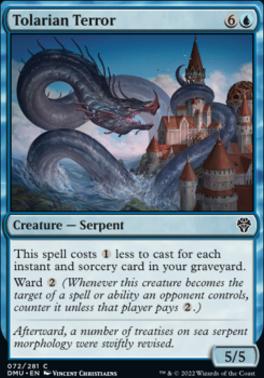 Tolarian Terror 6
Creature — Serpent
This spell costs 1 less to cast for each
instant and sorcery card in your graveyard.
Ward 2 (Whenever this creature becomes the
target of a spell or ability an opponent controls,
counter it unless that player pays 2.)
Afterward, a number of treatises on sea serpent
morphology were swiftly revised.
5/5
072/281 C
DMU • EN Vincent Christiaens
™ & © 2022 Wizards of the Coast